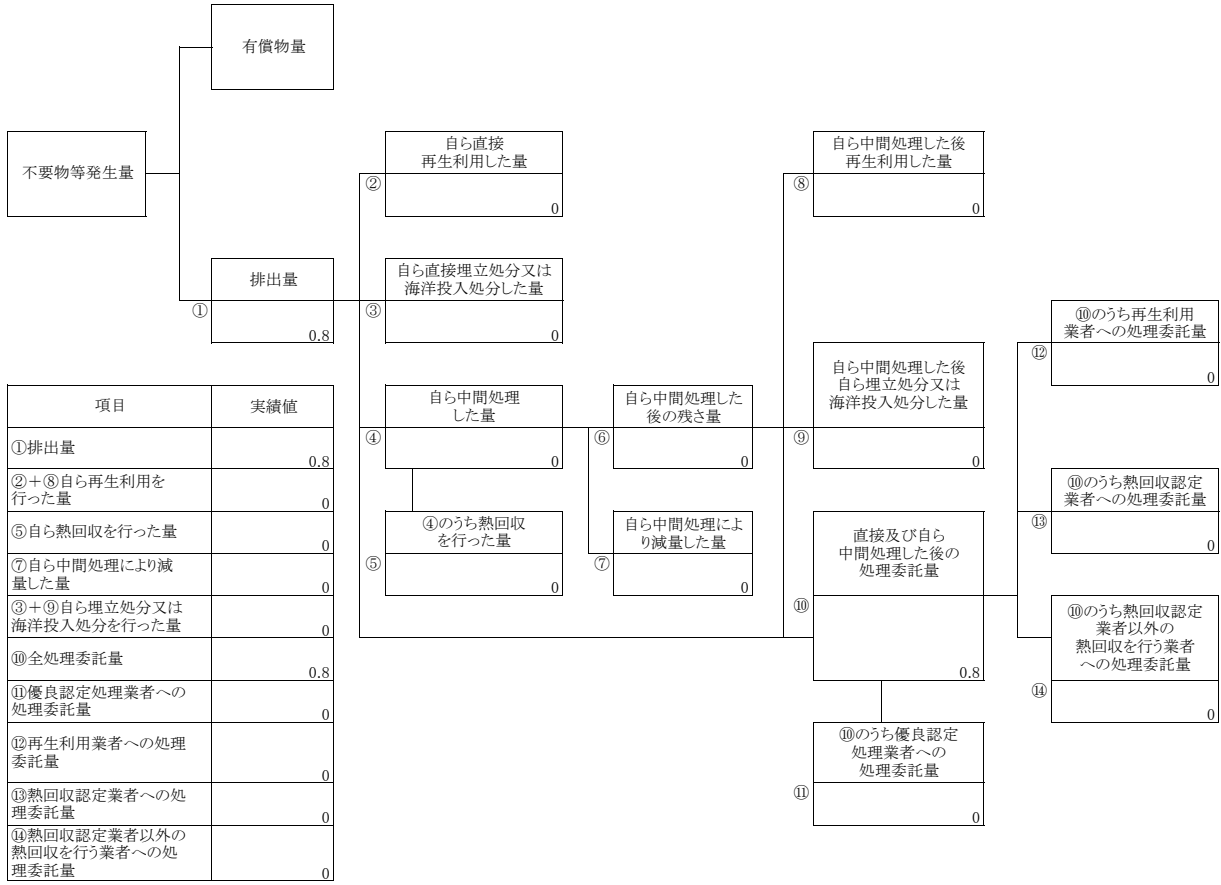 有償物量
不要物等発生量
自ら直接
再生利用した量
②
0
自ら中間処理した後
再生利用した量
⑧
0
排出量
①
0.8
自ら直接埋立処分又は
海洋投入処分した量
③
0
⑩のうち再生利用
業者への処理委託量
⑫
0
自ら中間処理した後
自ら埋立処分又は
海洋投入処分した量
⑨
0
自ら中間処理
した量
④
0
自ら中間処理した
後の残さ量
⑥
0
⑩のうち熱回収認定
業者への処理委託量
⑬
0
④のうち熱回収
を行った量
⑤
0
自ら中間処理によ
り減量した量
⑦
0
直接及び自ら
中間処理した後の
処理委託量
⑩
0.8
⑩のうち熱回収認定
業者以外の
熱回収を行う業者
への処理委託量
⑭
0
⑩のうち優良認定
処理業者への
処理委託量
⑪
0
項目 実績値
①排出量
0.8
②＋⑧自ら再生利用を
行った量
0
⑤自ら熱回収を行った量
0
⑦自ら中間処理により減
量した量
0
③＋⑨自ら埋立処分又は
海洋投入処分を行った量
0
⑩全処理委託量
0.8
⑪優良認定処理業者への
処理委託量
0
⑫再生利用業者への処理
委託量
0
⑬熱回収認定業者への処
理委託量
0
⑭熱回収認定業者以外の
熱回収を行う業者への処
理委託量
0